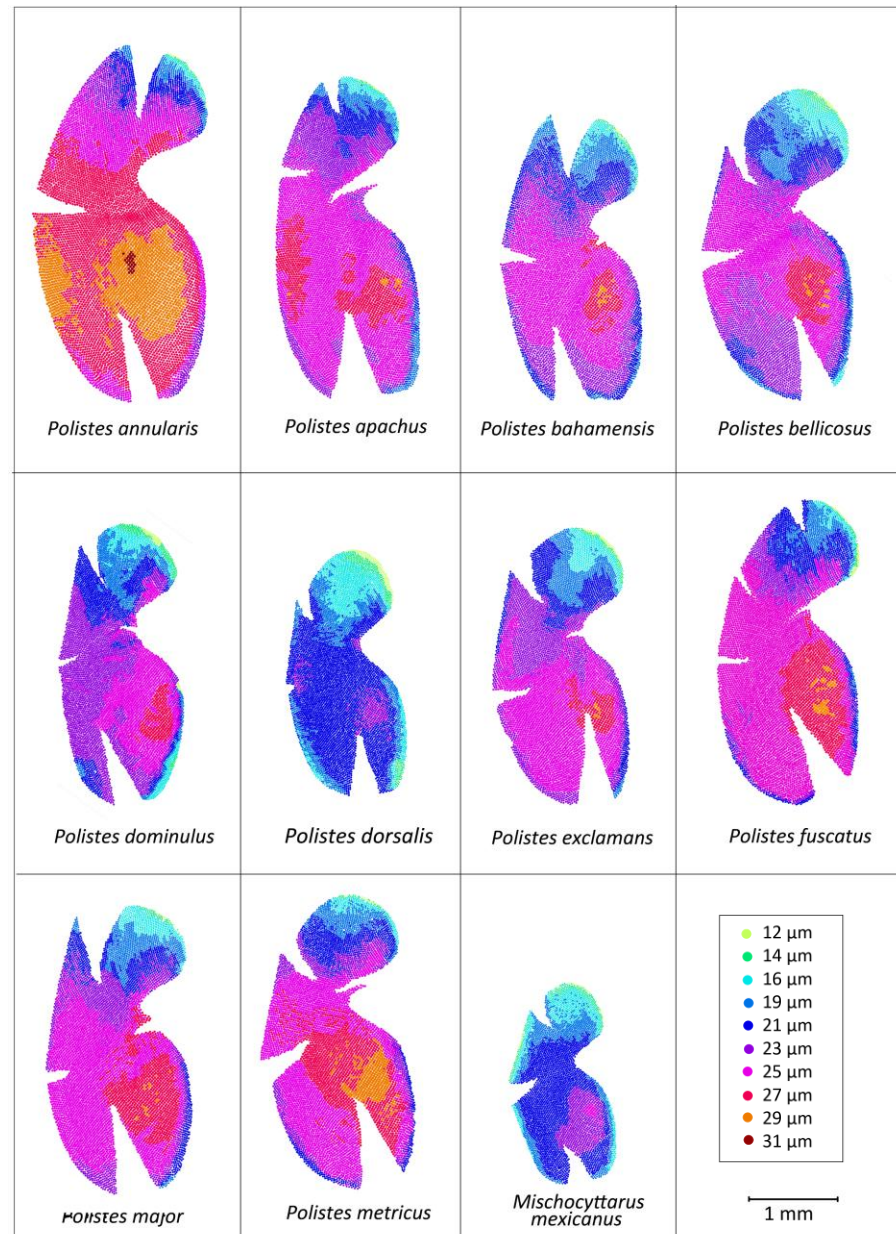 Polistes annularis
Polistes apachus
Polistes bahamensis
Polistes bellicosus
Polistes dominulus
Polistes dorsalis
Polistes exclamans
Polistes fuscatus
Polistes major
Polistes metricus
Mischocyttarus
mexicanus
12 µm
14 µm
16 µm
19 µm
21 µm
23 µm
25 µm
27 µm
29 µm
31 µm
1 mm